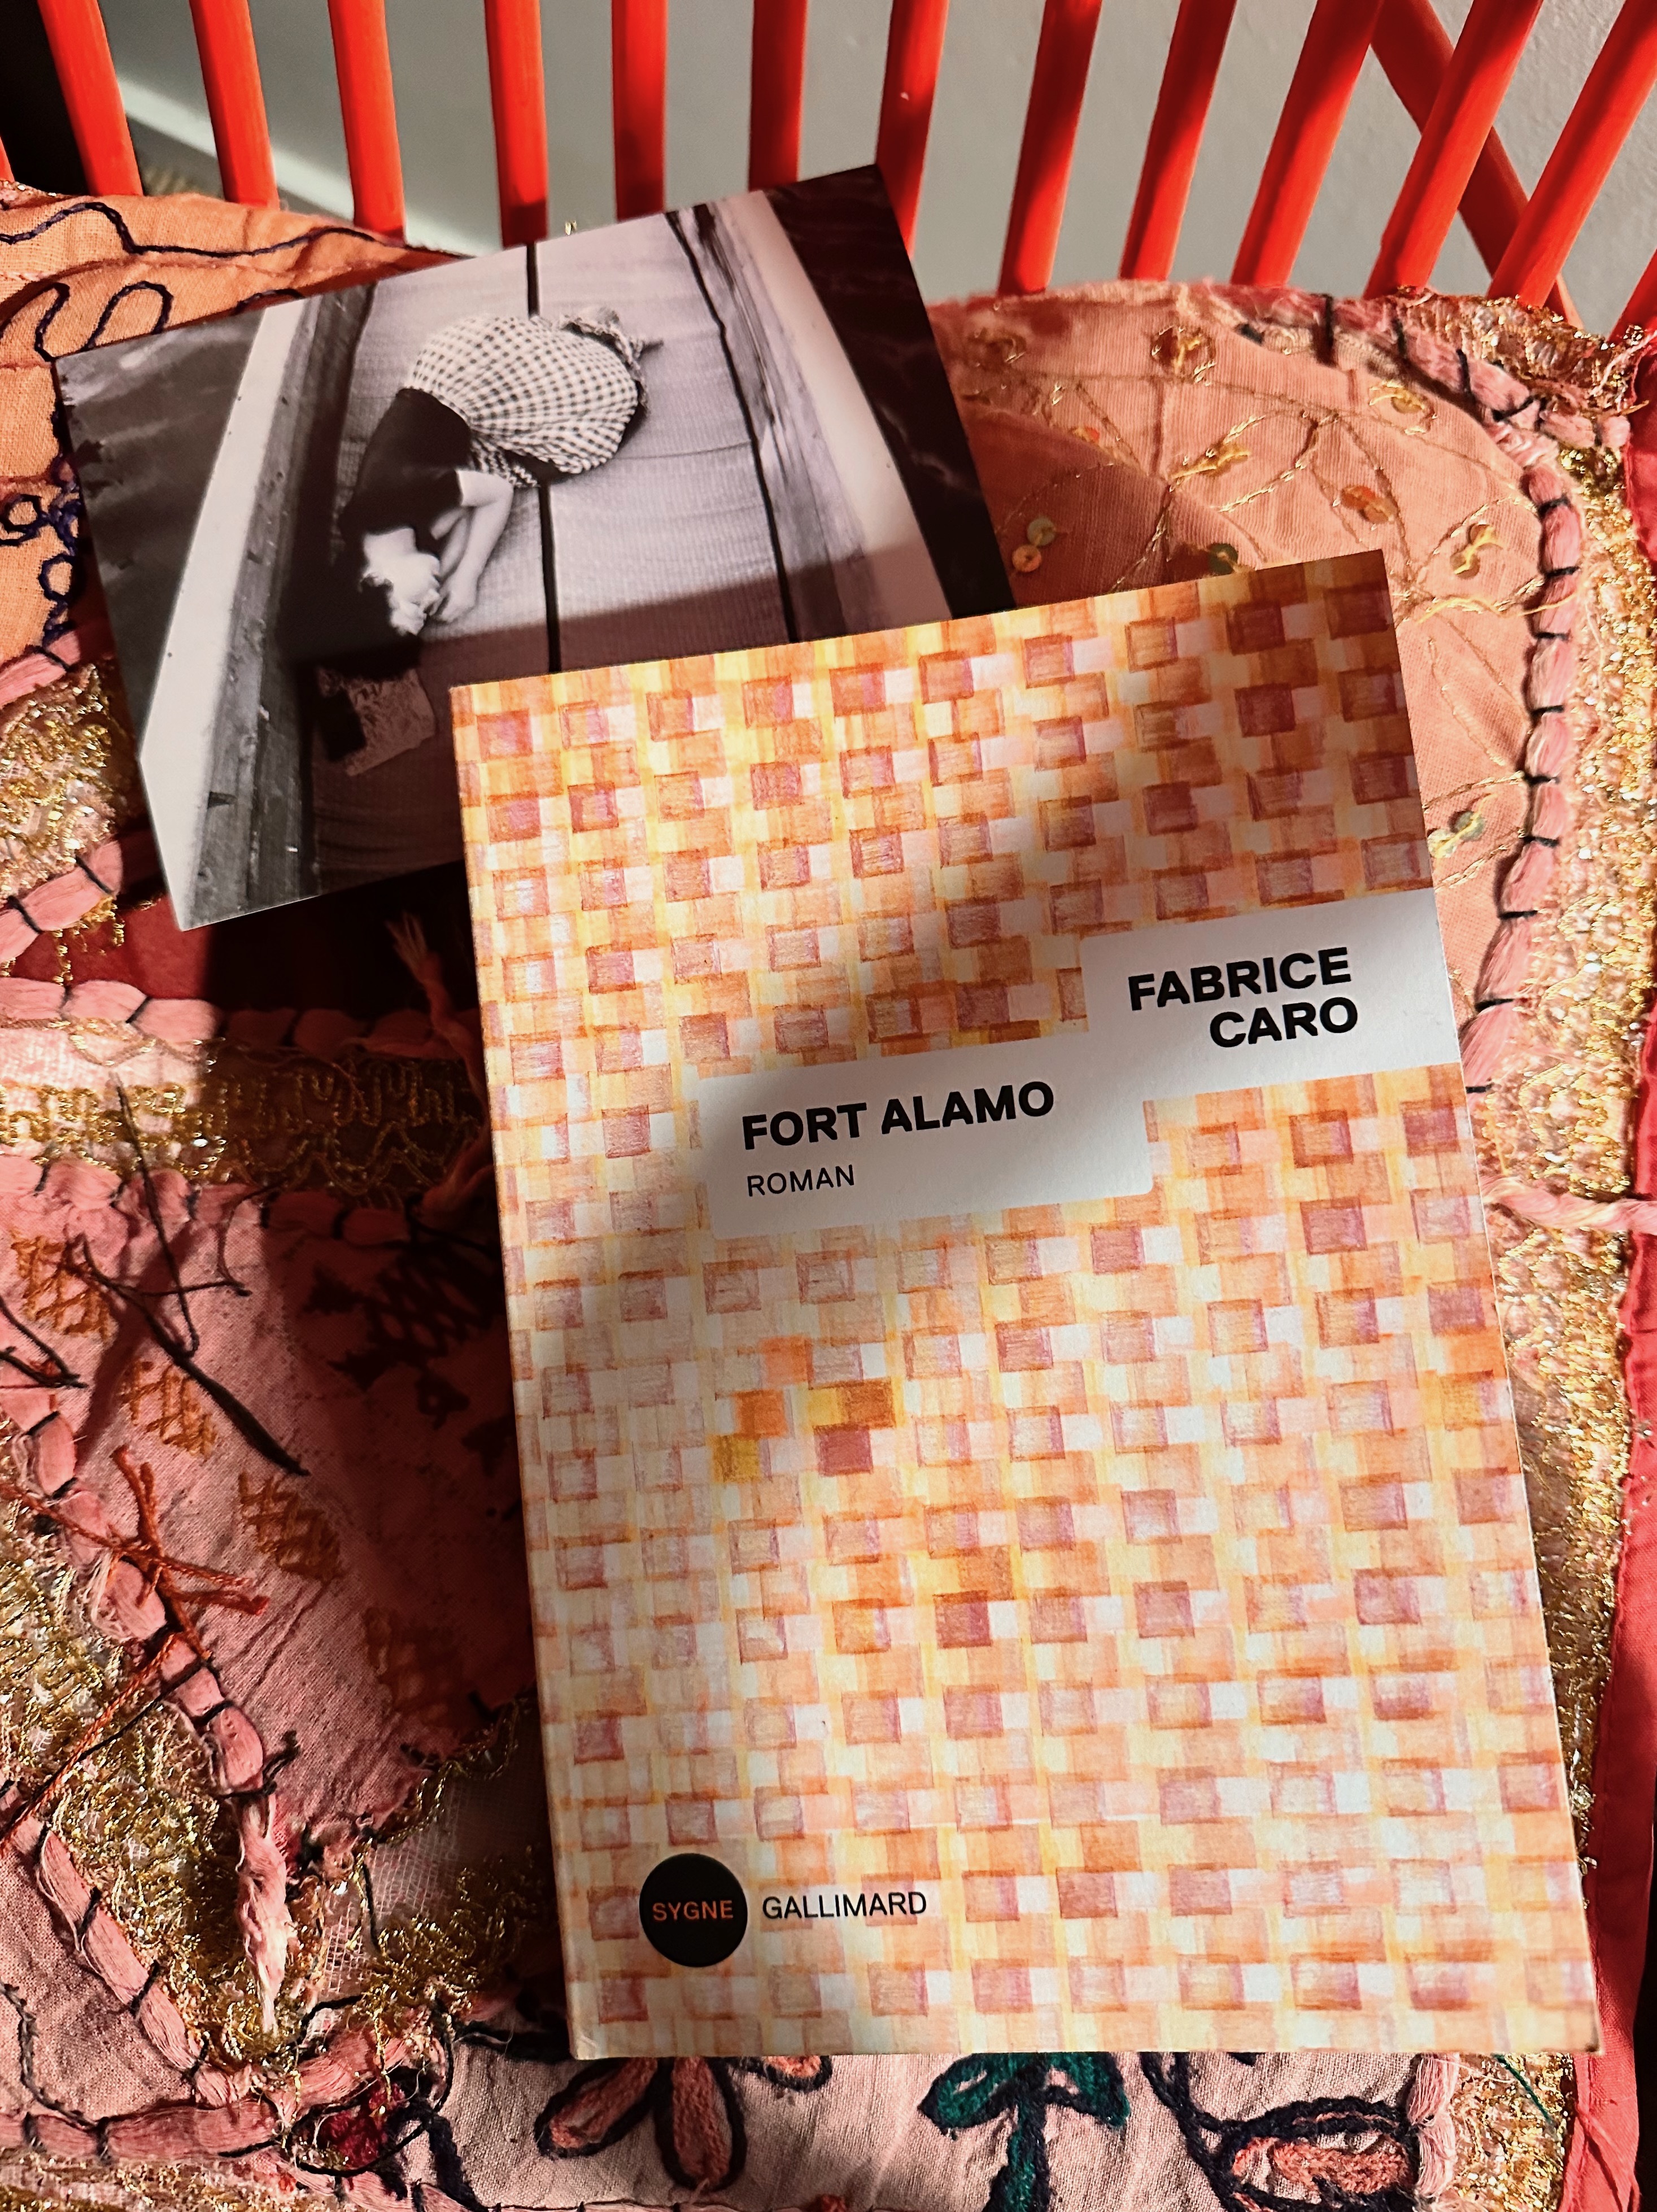 FABRICE
CARO
FORT ALAMO
ROMAN
SYGNE GALLIMARD